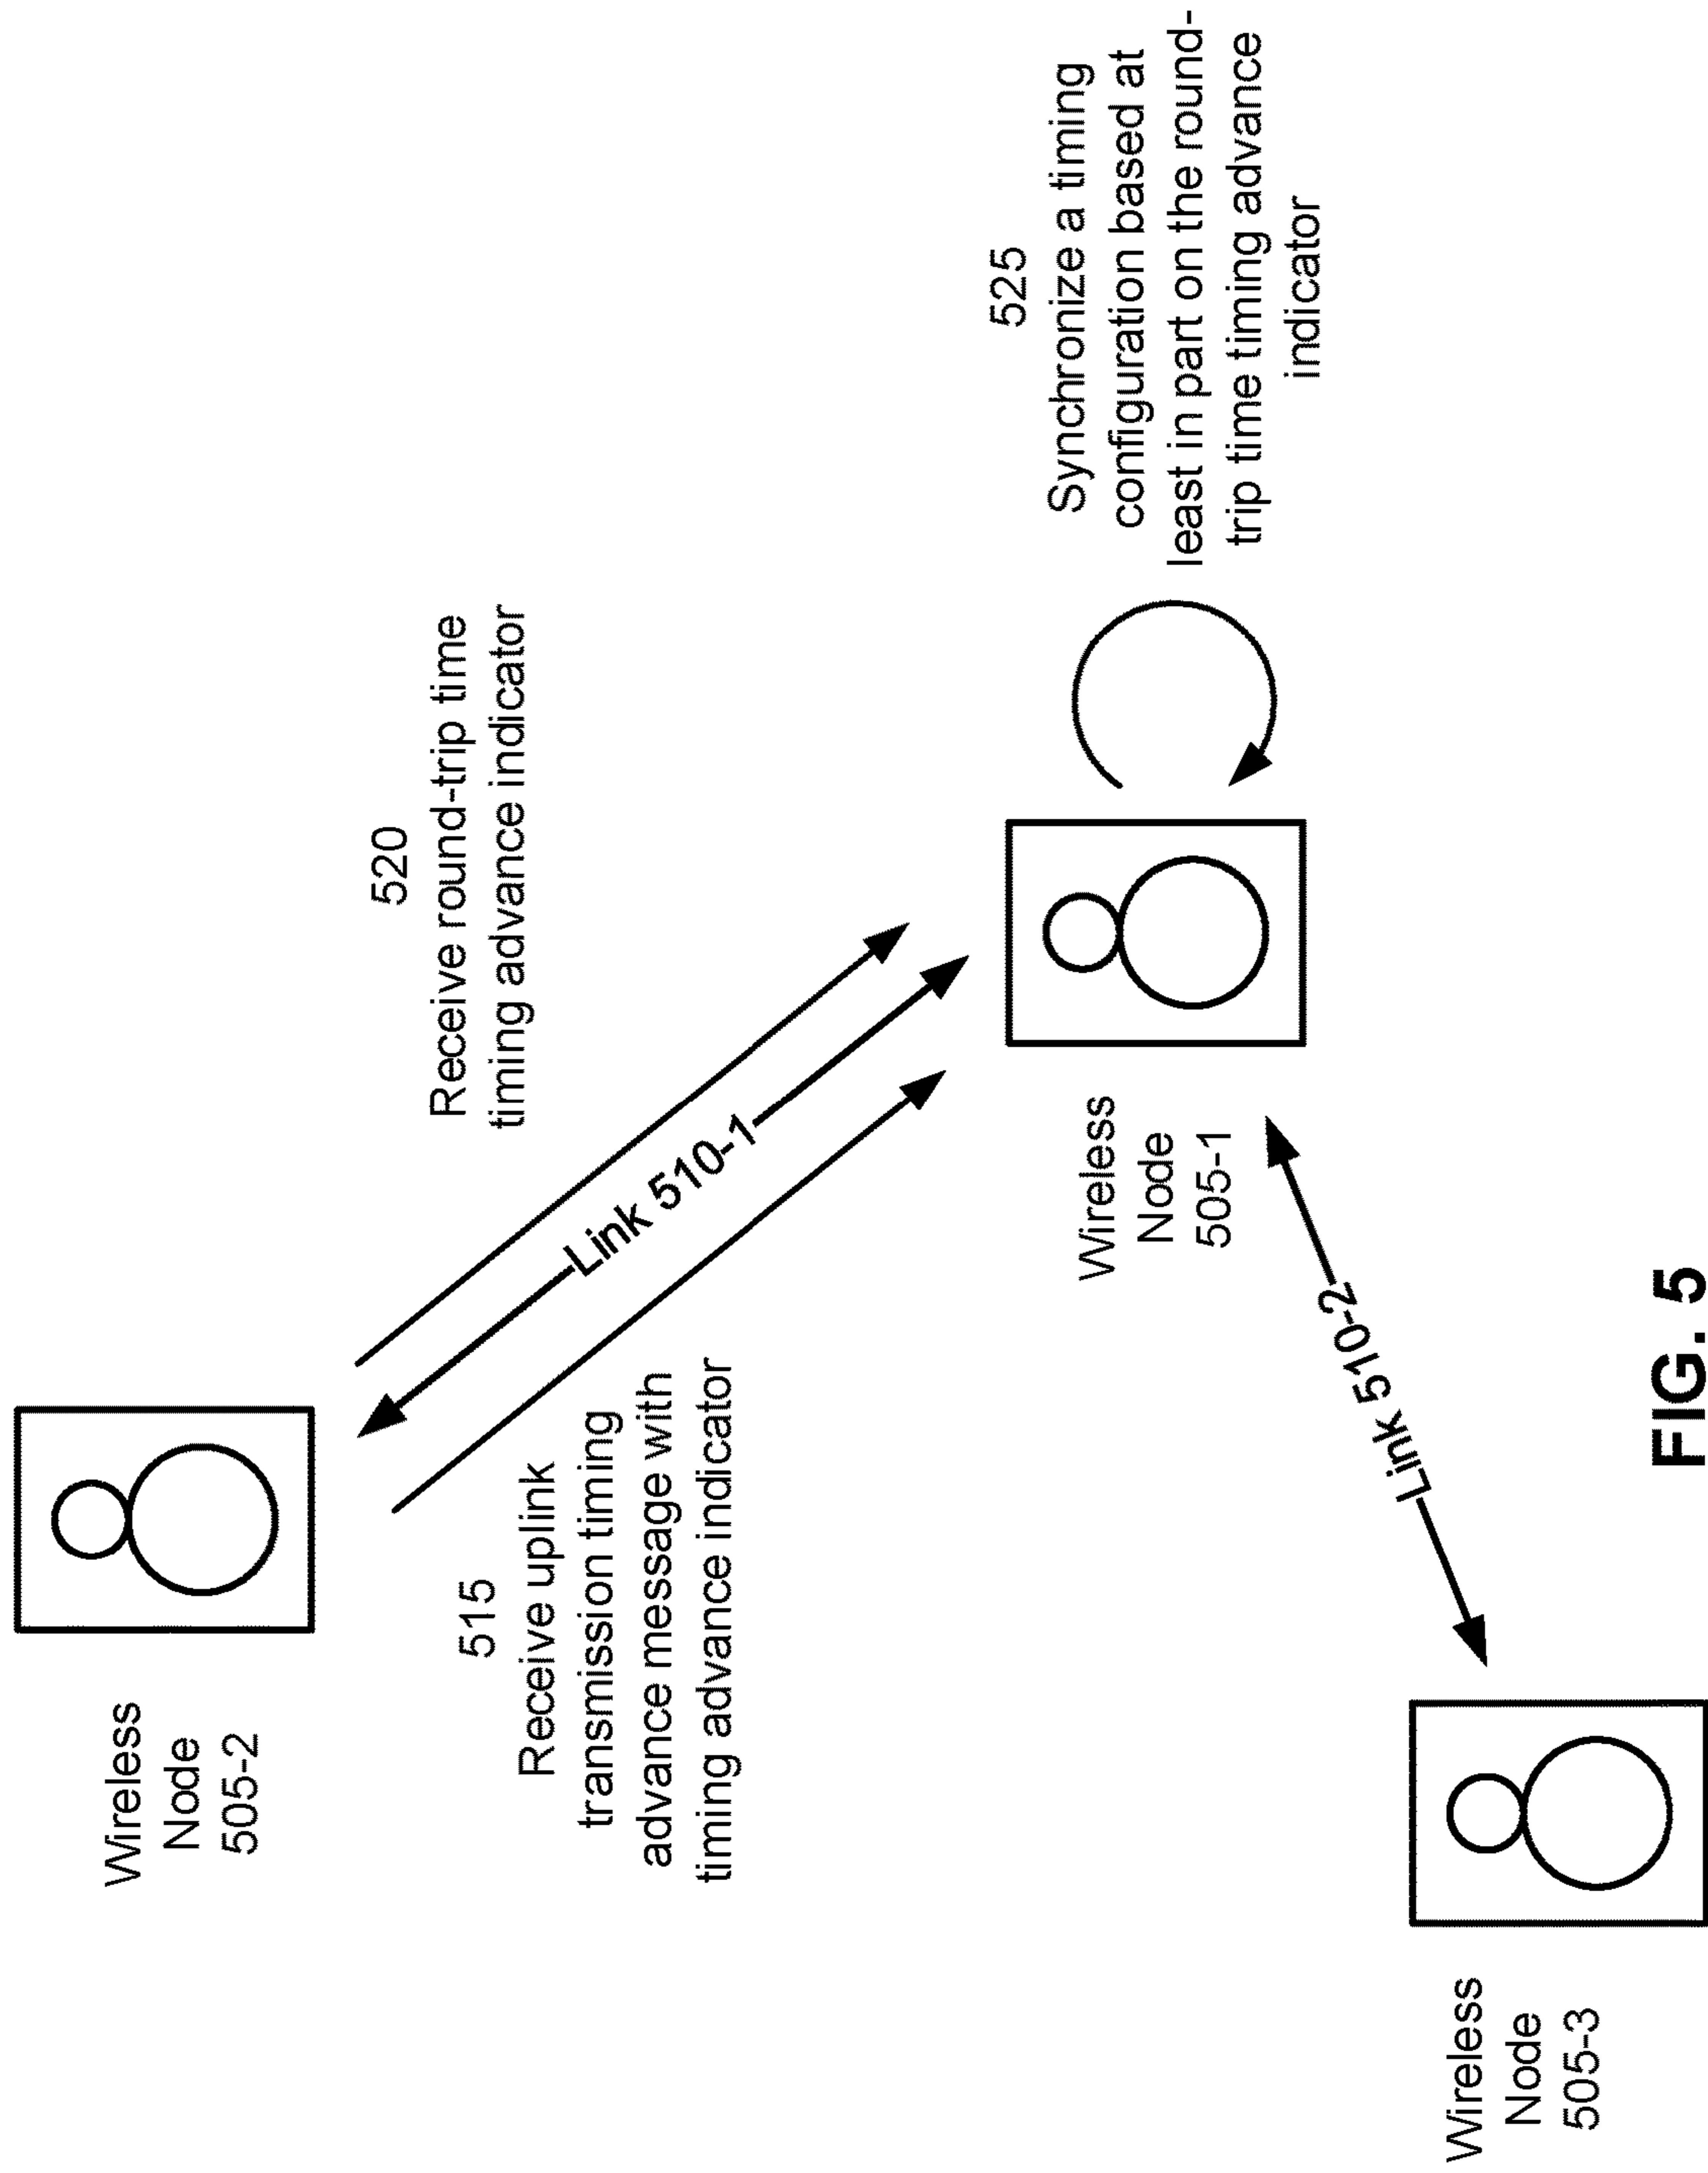 Wireless
Node
505-2
515
Receive uplink
transmission timing
advance message with
timing advance indicator
520
Receive round-trip time
timing advance indicator
Link 510-1
Wireless
Node
505-1
525
Synchronize a timing
configuration based at
least in part on the round-
trip time timing advance
indicator
Link 510-2
Wireless
Node
505-3
FIG. 5